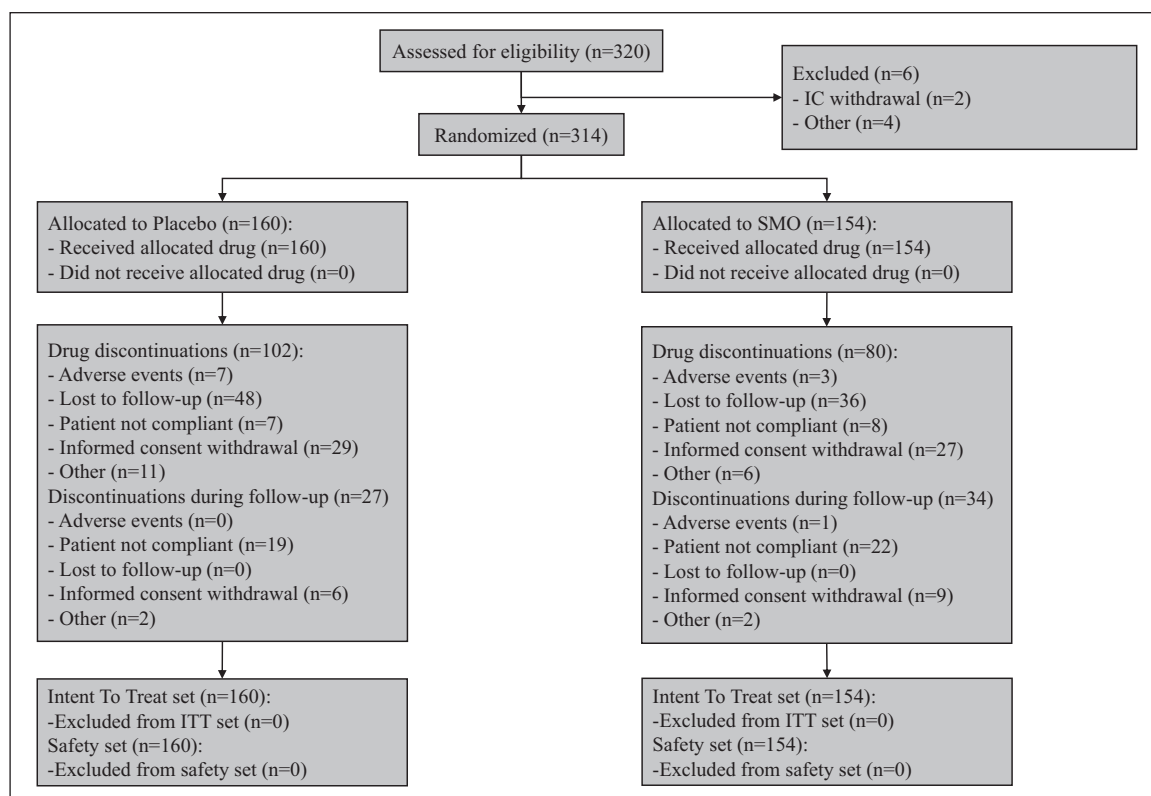 Assessed for eligibility (n=320)
Excluded (n=6)
- IC withdrawal (n=2)
- Other (n=4)
Randomized (n=314)
Allocated to Placebo (n=160):
- Received allocated drug (n=160)
- Did not receive allocated drug (n=0)
Allocated to SMO (n=154):
- Received allocated drug (n=154)
- Did not receive allocated drug (n=0)
Drug discontinuations (n=102):
- Adverse events (n=7)
- Lost to follow-up (n=48)
- Patient not compliant (n=7)
- Informed consent withdrawal (n=29)
- Other (n=11)
Discontinuations during follow-up (n=27)
- Adverse events (n=0)
- Patient not compliant (n=19)
- Lost to follow-up (n=0)
- Informed consent withdrawal (n=6)
- Other (n=2)
Drug discontinuations (n=80):
- Adverse events (n=3)
- Lost to follow-up (n=36)
- Patient not compliant (n=8)
- Informed consent withdrawal (n=27)
- Other (n=6)
Discontinuations during follow-up (n=34)
- Adverse events (n=1)
- Patient not compliant (n=22)
- Lost to follow-up (n=0)
- Informed consent withdrawal (n=9)
- Other (n=2)
Intent To Treat set (n=160):
-Excluded from ITT set (n=0)
Safety set (n=160):
-Excluded from safety set (n=0)
Intent To Treat set (n=154):
-Excluded from ITT set (n=0)
Safety set (n=154):
-Excluded from safety set (n=0)